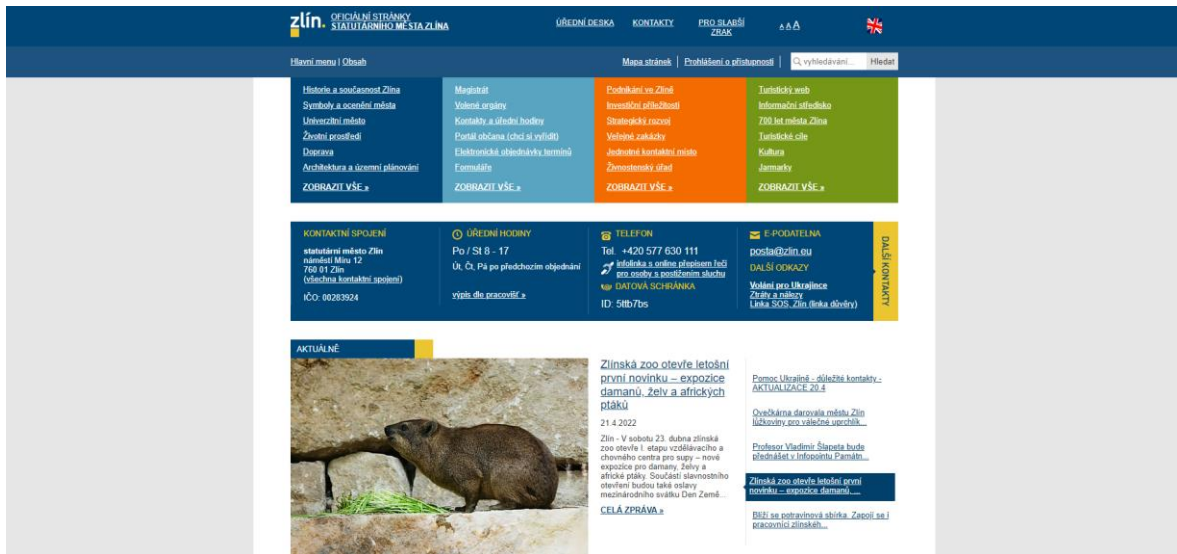 zlín. OFICIÁLNÍ STRÁNKY
STATUTÁRNÍHO MĚSTA ZLÍNA
ÚŘEDNÍ DESKA
KONTAKTY
PRO SLABŠÍ
ZRAK
A A A
Hlavní menu | Obsah
Mapa stránek
Prohlášení o přístupnosti
vyhledávání...
Hledat
Historie a současnost Zlína
Symboly a ocenění města
Univerzitní město
Životní prostředí
Doprava
Architektura a územní plánování
ZOBRAZIT VŠE »
Magistrát
Volené orgány
Kontakty a úřední hodiny
Portál občana (chci si vyřídit)
Elektronické objednávky termínů
Formuláře
ZOBRAZIT VŠE »
Podnikání ve Zlíně
Investiční příležitosti
Strategický rozvoj
Veřejné zakázky
Jednotné kontaktní místo
Živnostenský úřad
ZOBRAZIT VŠE »
Turistický web
Informační středisko
700 let města Zlína
Turistické cíle
Kultura
Jarmarky
ZOBRAZIT VŠE »
KONTAKTNÍ SPOJENÍ
statutární město Zlín
náměstí Míru 12
760 01 Zlín
(všechna kontaktní spojení)
IČO: 00283924
ÚŘEDNÍ HODINY
Po / St 8 - 17
Út, Čt, Pá po předchozím objednání
výpis dle pracovišť »
TELEFON
Tel. +420 577 630 111
infolinka s online přepisem řeči
pro osoby s postižením sluchu
DATOVÁ SCHRÁNKA
ID: 5ttb7bs
E-PODATELNA
posta@zlin.eu
DALŠÍ ODKAZY
Volání pro Ukrajince
Ztráty a nálezy
Linka SOS, Zlín (linka důvěry)
DALŠÍ KONTAKTY
AKTUÁLNĚ
Zlínská zoo otevře letošní
první novinku – expozice
damanů, želv a afrických
ptáků
21.4.2022
Zlín - V sobotu 23. dubna zlínská
zoo otevře I. etapu vzdělávacího a
chovného centra pro supy – nové
expozice pro damany, želvy a
africké ptáky. Součástí slavnostního
otevření budou také oslavy
mezinárodního svátku Den Země...
CELÁ ZPRÁVA »
Pomoc Ukrajině - důležité kontakty -
AKTUALIZACE 20.4
Ovečkárna darovala městu Zlín
lůžkoviny pro válečné uprchlík...
Profesor Vladimír Šlapeta bude
přednášet v Infopointu Památn...
Zlínská zoo otevře letošní první
novinku – expozice damanů, ...
Blíží se potravinová sbírka. Zapojí se i
pracovníci zlínskéh...